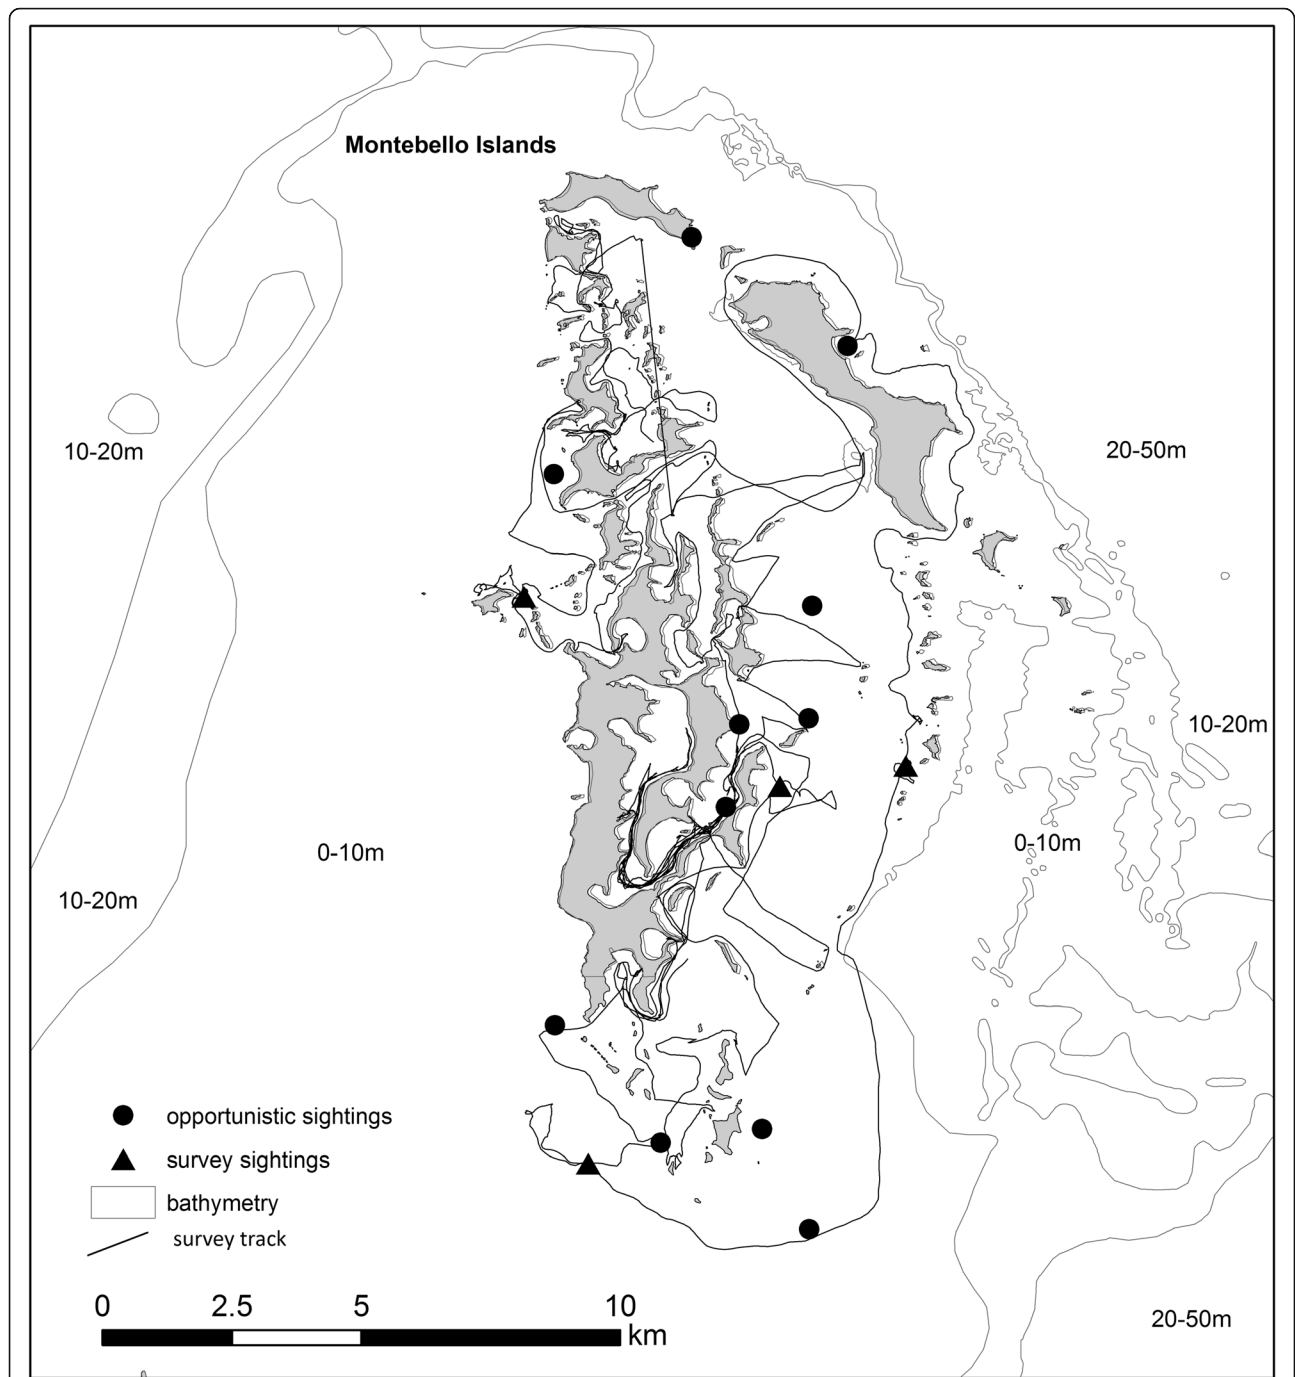 Montebello Islands
10-20m
20-50m
10-20m
0-10m
0-10m
10-20m
opportunistic sightings
survey sightings
bathymetry
survey track
0 2.5 5 10
km
20-50m